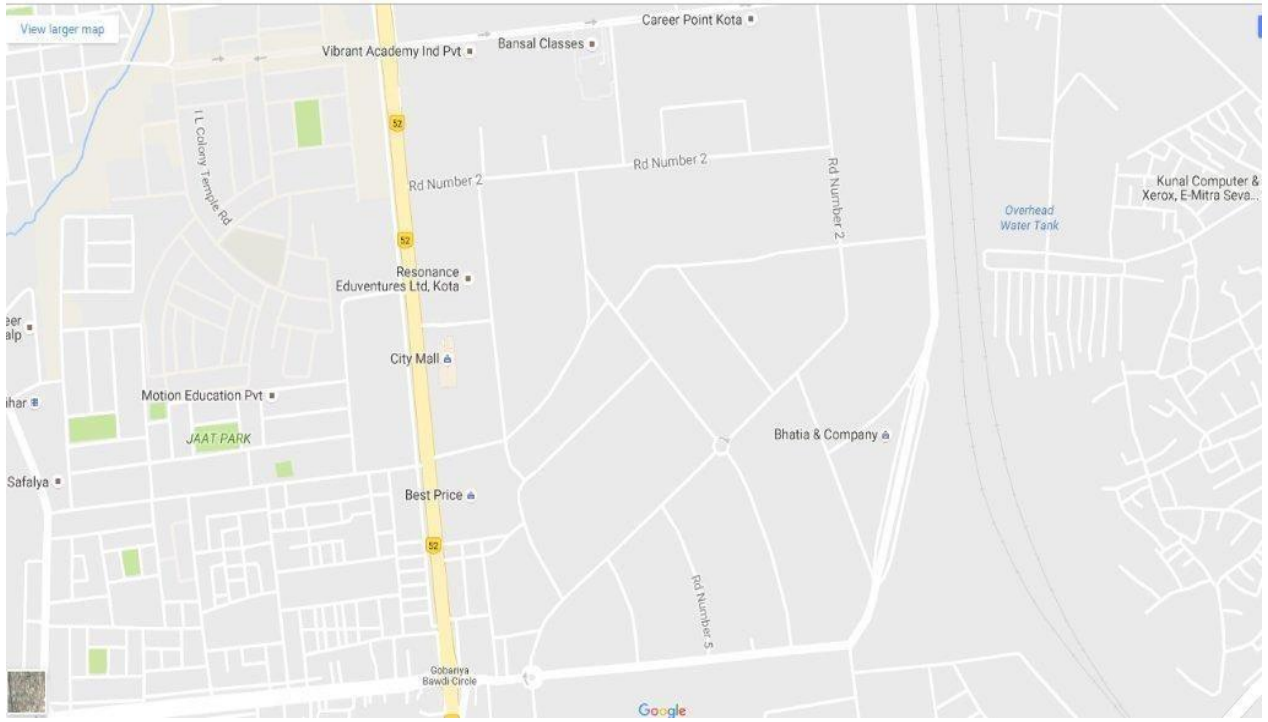 View larger map
Career Point Kota
Vibrant Academy Ind Pvt
Bansal Classes
52
I L Colony Temple Rd
Rd Number 2
Rd Number 2
Rd Number 2
Kunal Computer &
Xerox, E-Mitra Seva...
Overhead
Water Tank
52
Resonance
Eduventures Ltd, Kota
eer
alp
City Mall
ihar
Motion Education Pvt
JAAT PARK
Bhatia & Company
Safalya
Best Price
52
Rd Number 5
Gobariya
Bawdi Circle
Google